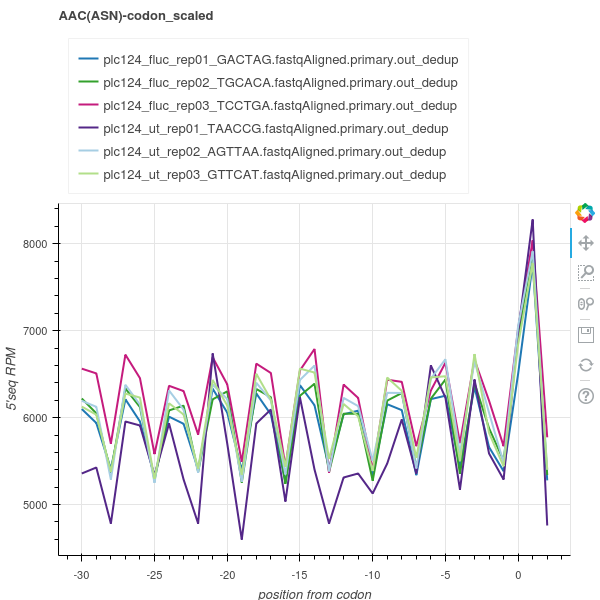 AAC(ASN)-codon_scaled
plc124_fluc_rep01_GACTAG.fastqAligned.primary.out_dedup
plc124_fluc_rep02_TGCACA.fastqAligned.primary.out_dedup
plc124_fluc_rep03_TCCTGA.fastqAligned.primary.out_dedup
plc124_ut_rep01_TAACCG.fastqAligned.primary.out_dedup
plc124_ut_rep02_AGTTAA.fastqAligned.primary.out_dedup
plc124_ut_rep03_GTTCAT.fastqAligned.primary.out_dedup
8000
7000
6000
5000
5'seq RPM
-30 -25 -20 -15 -10 -5 0
position from codon